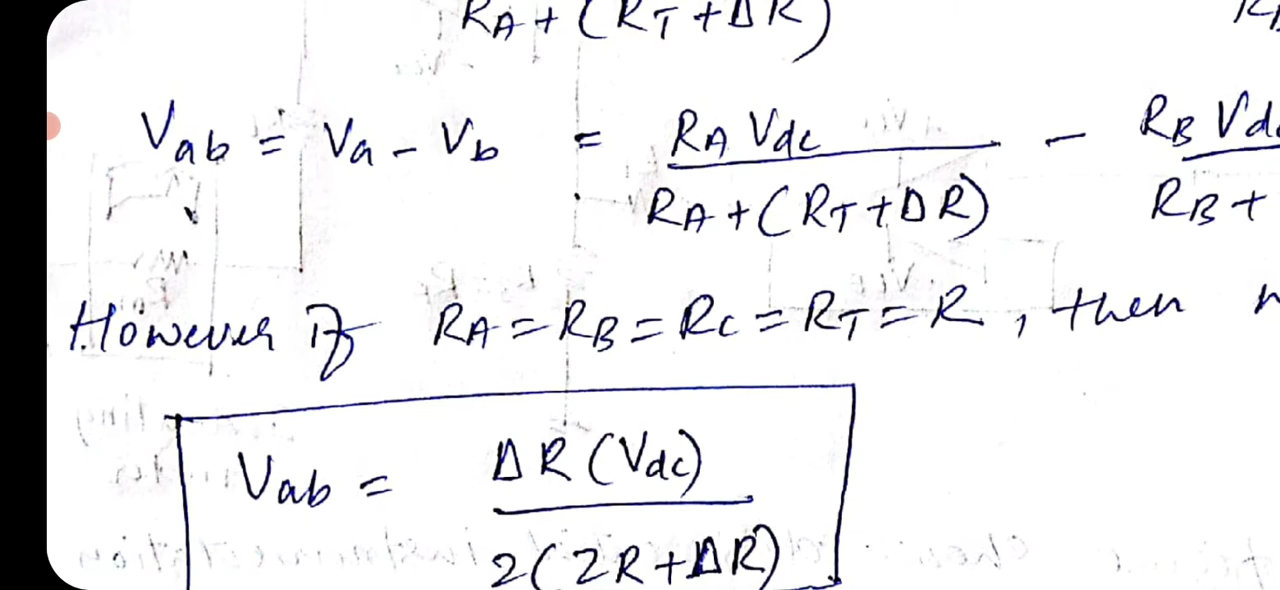 RA + (RT + ΔR)
Vab = Va - Vb = RA Vdc / RA + (RT + ΔR) - RB Vd / RB +
However If RA = RB = RC = RT = R, then
Vab = ΔR (Vdc) / 2(2R + ΔR)